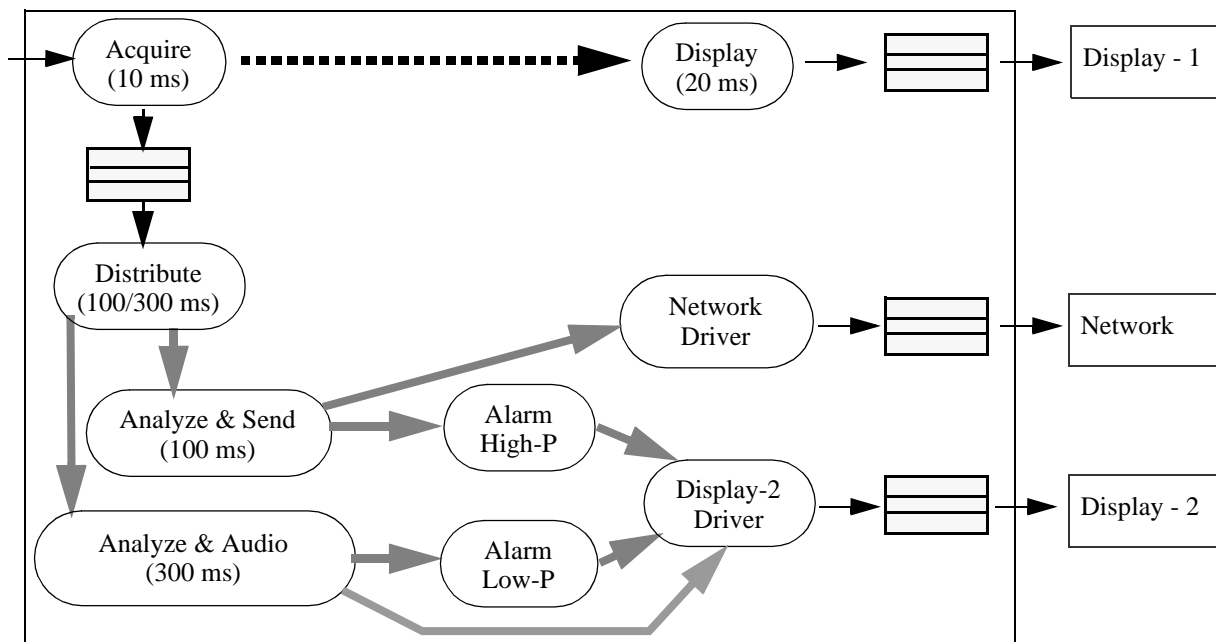 Acquire
(10 ms)
Display
(20 ms)
Display - 1
Distribute
(100/300 ms)
Network
Driver
Network
Analyze & Send
(100 ms)
Alarm
High-P
Display-2
Driver
Display - 2
Analyze & Audio
(300 ms)
Alarm
Low-P